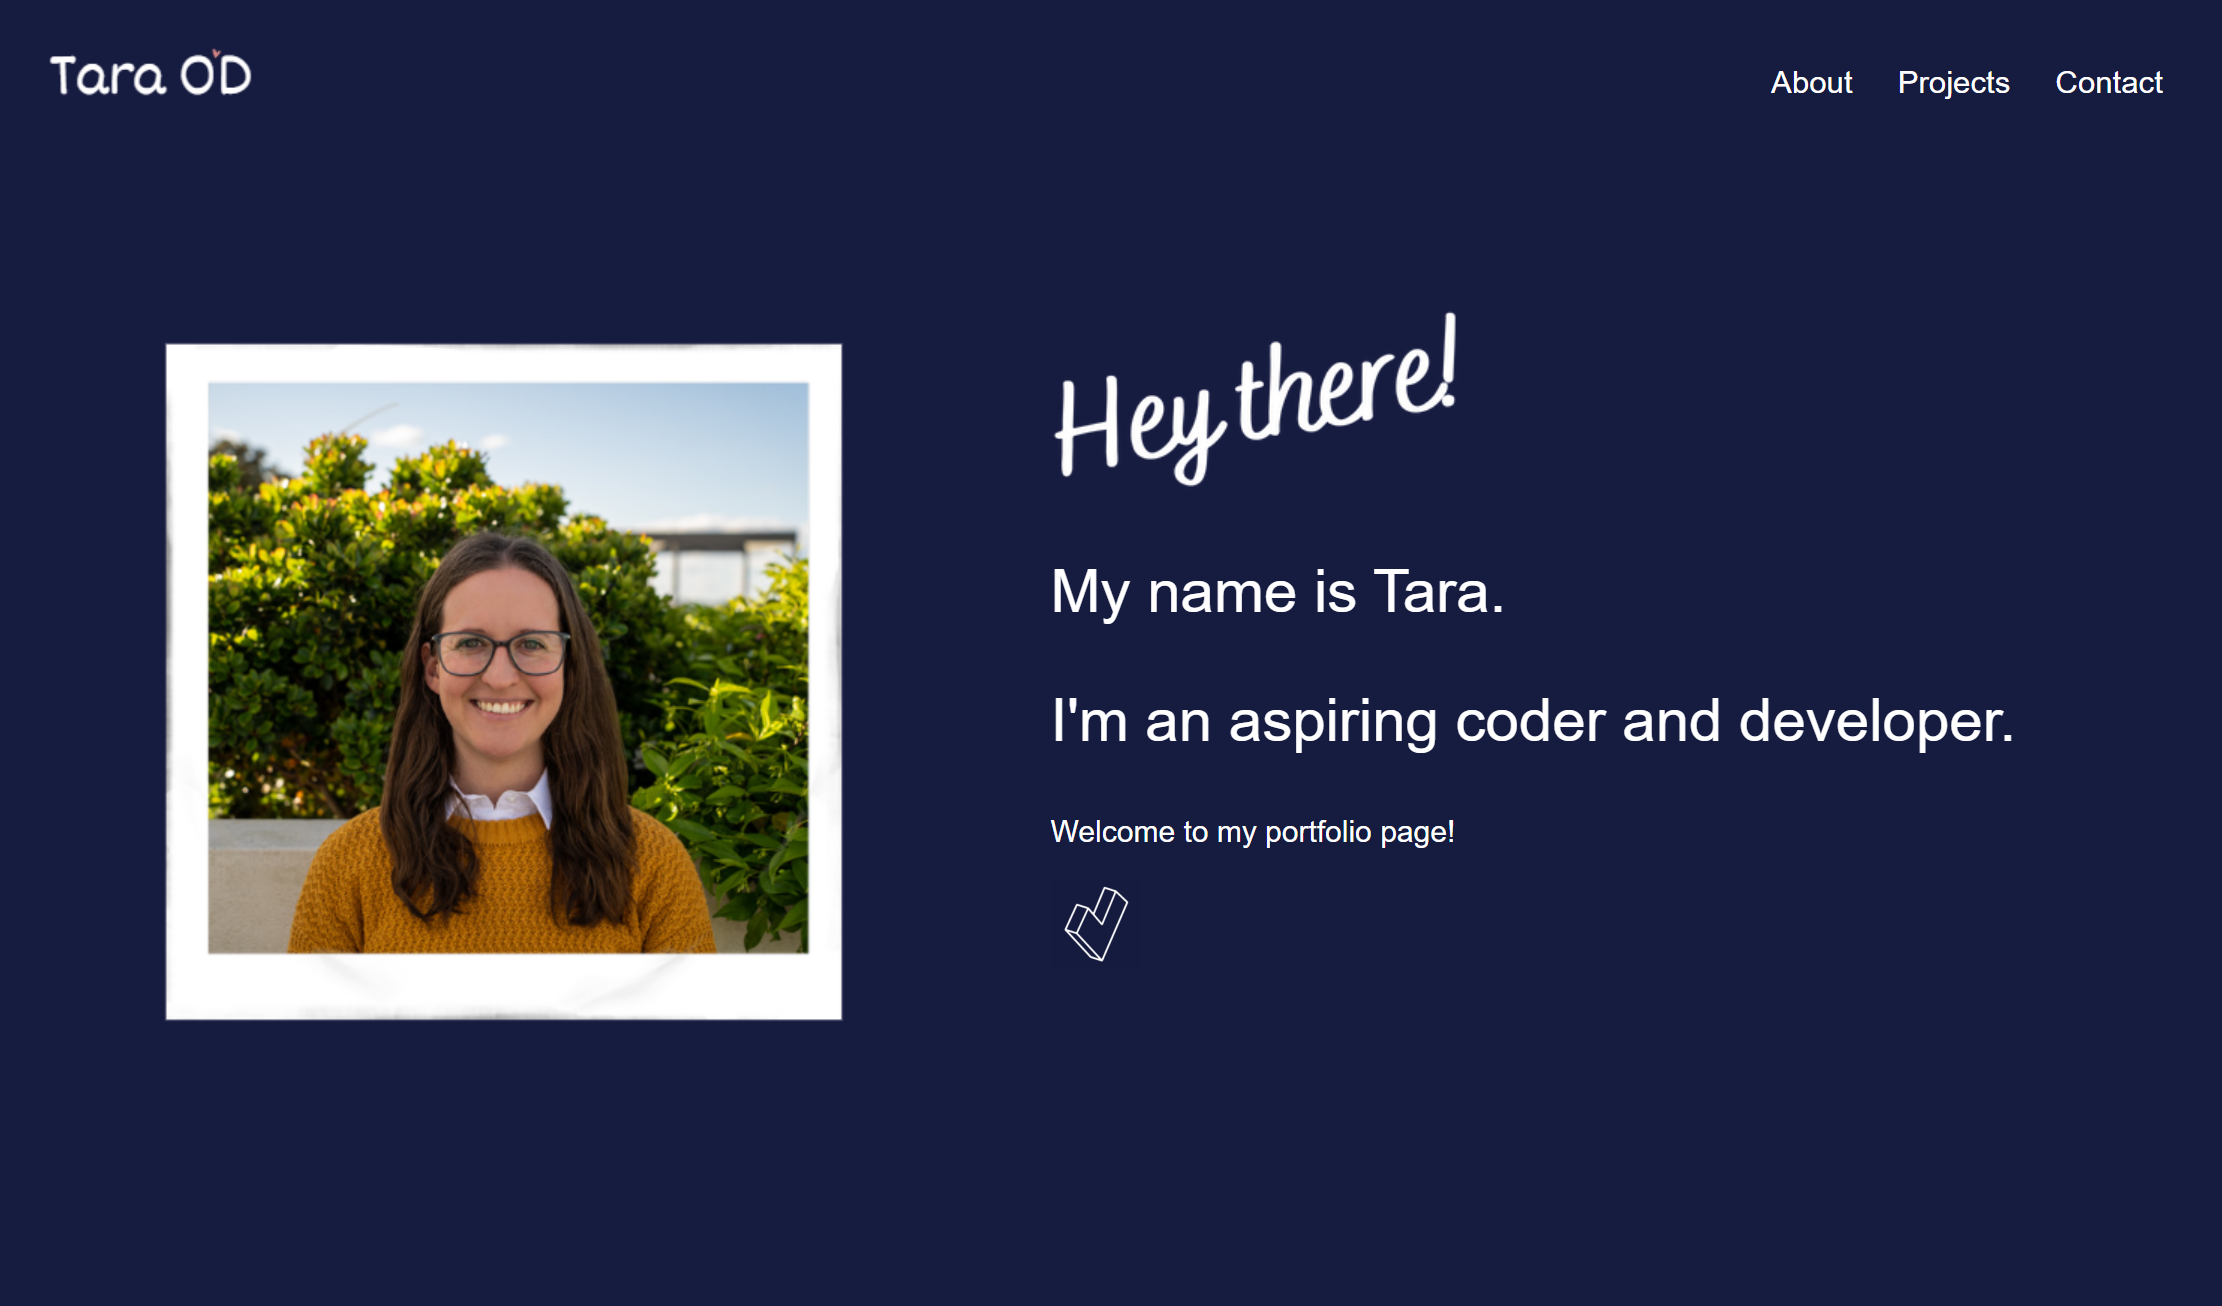 Tara O'D
About Projects Contact
Hey there!
My name is Tara.
I'm an aspiring coder and developer.
Welcome to my portfolio page!